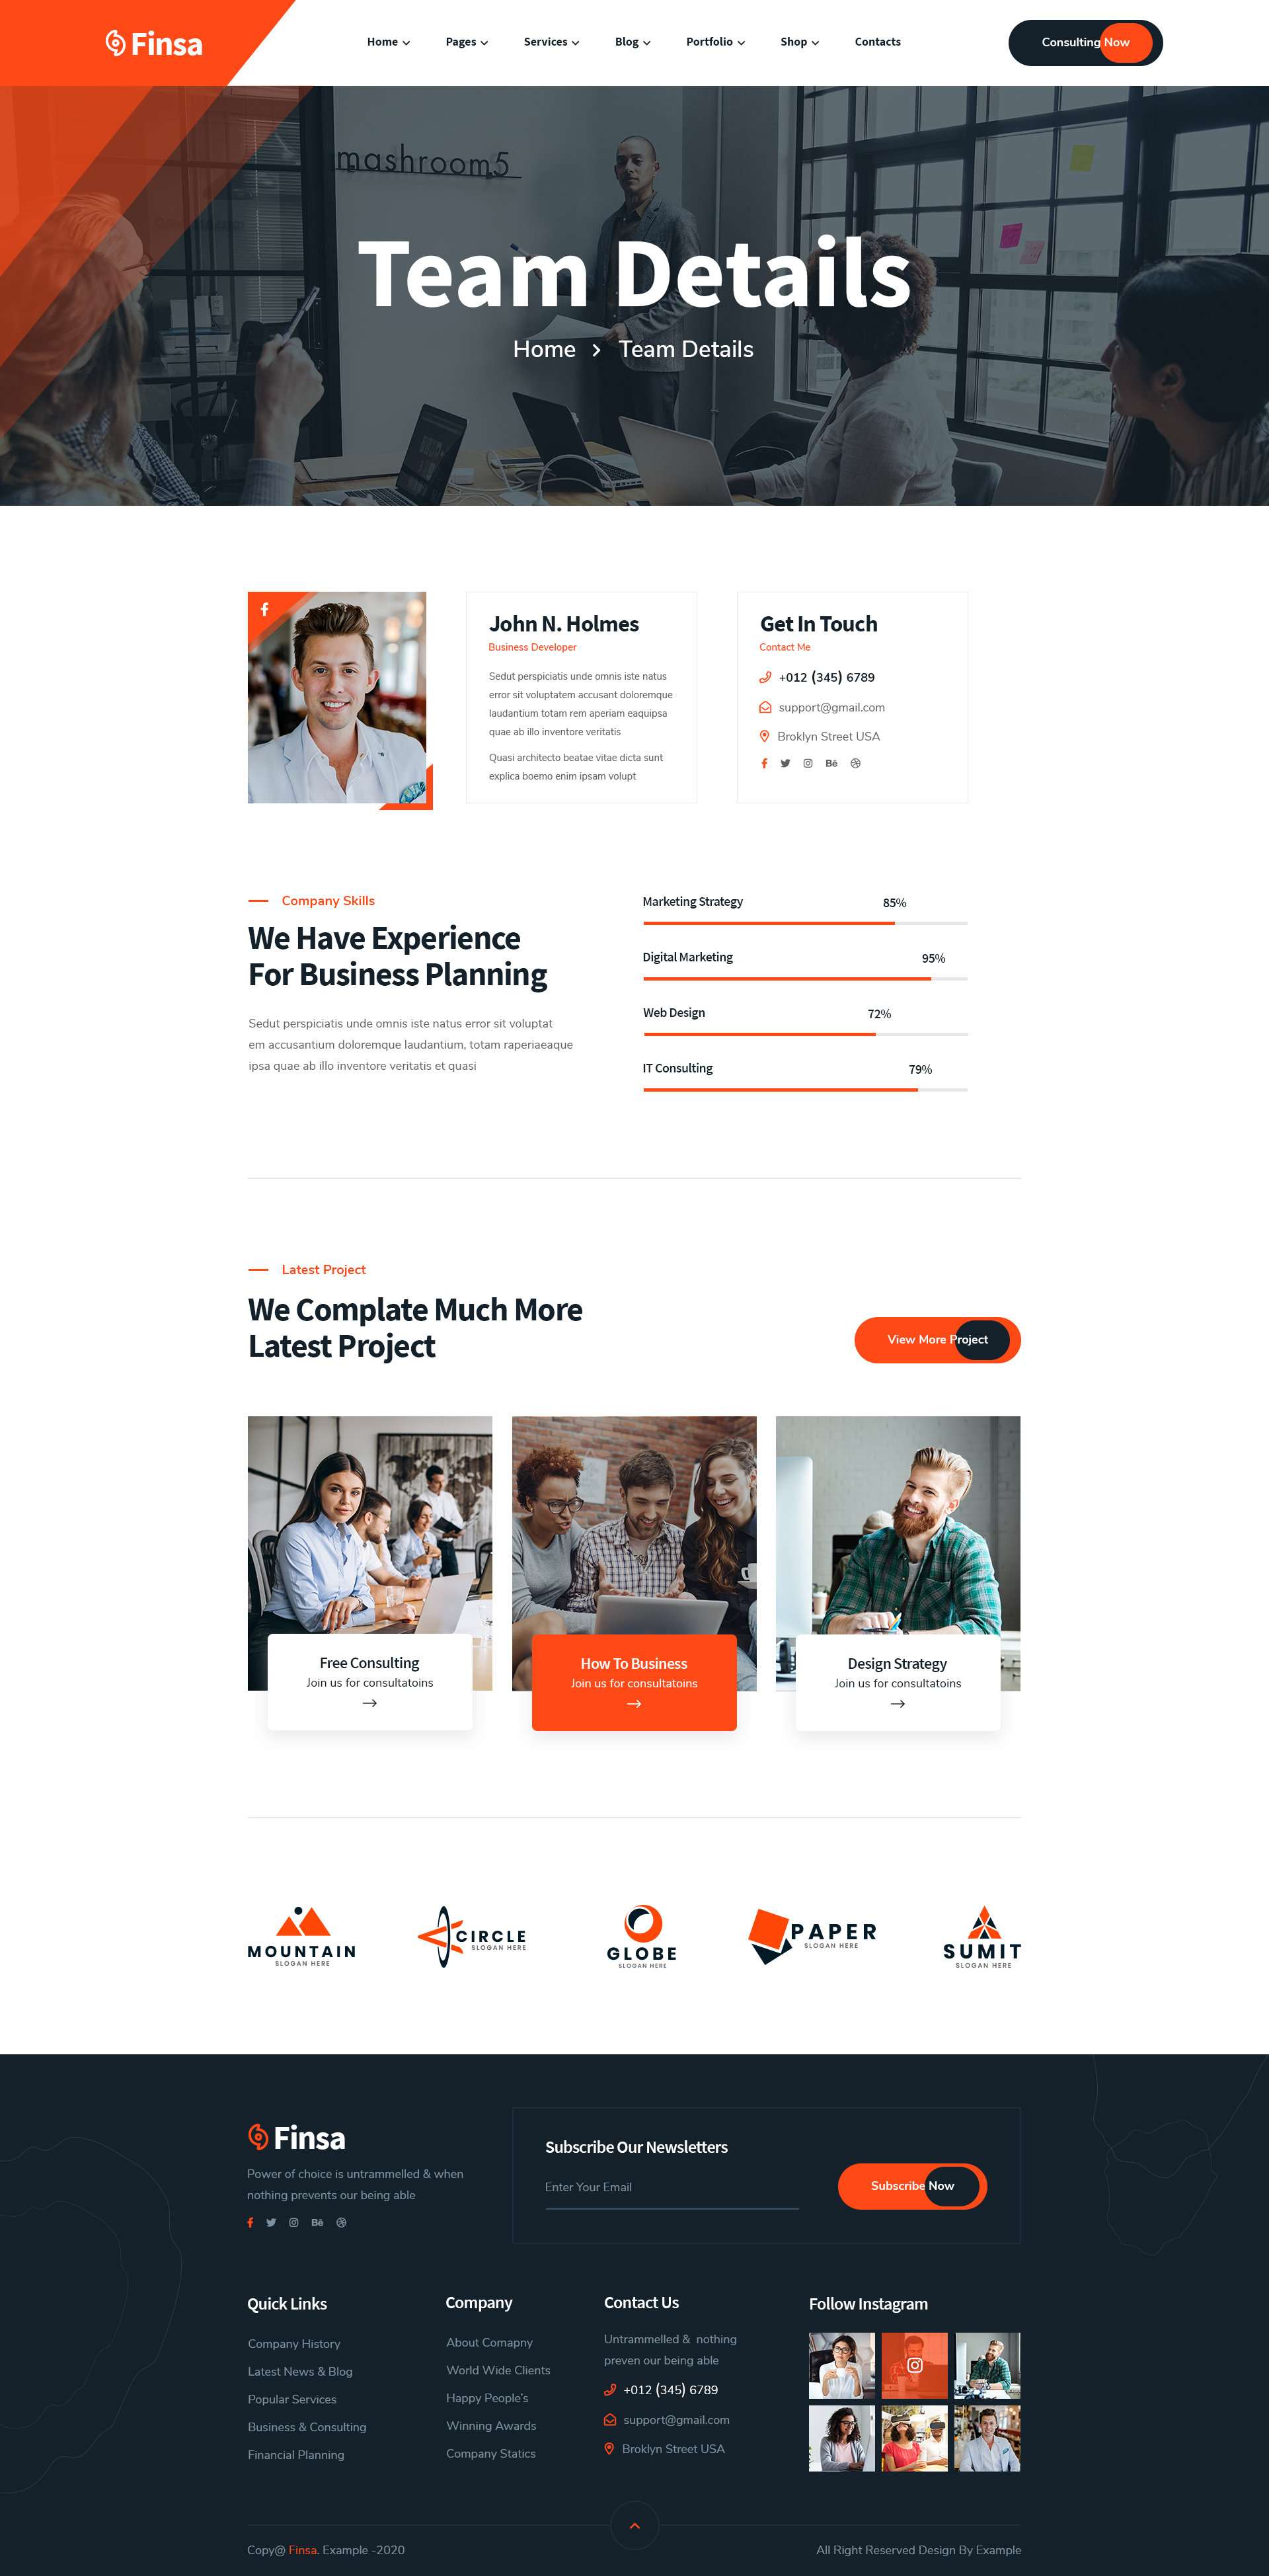 Finsa
Home
Pages
Services
Blog
Portfolio
Shop
Contacts
Consulting Now
mashroom5
Team Details
Home
Team Details
John N. Holmes
Business Developer
Sedut perspiciatis unde omnis iste natus
error sit voluptatem accusant doloremque
laudantium totam rem aperiam eaquipsa
quae ab illo inventore veritatis
Quasi architecto beatae vitae dicta sunt
explica boemo enim ipsam volupt
Get In Touch
Contact Me
+012 (345) 6789
support@gmail.com
Broklyn Street USA
Bē
Company Skills
We Have Experience
For Business Planning
Sedut perspiciatis unde omnis iste natus error sit voluptat
em accusantium doloremque laudantium, totam raperiaeaque
ipsa quae ab illo inventore veritatis et quasi
Marketing Strategy
85%
Digital Marketing
95%
Web Design
72%
IT Consulting
79%
Latest Project
We Complate Much More
Latest Project
View More Project
Free Consulting
Join us for consultatoins
How To Business
Join us for consultatoins
Design Strategy
Join us for consultatoins
MOUNTAIN
SLOGAN HERE
CIRCLE
SLOGAN HERE
GLOBE
SLOGAN HERE
PAPER
SLOGAN HERE
SUMIT
SLOGAN HERE
Finsa
Power of choice is untrammelled & when
nothing prevents our being able
Bē
Subscribe Our Newsletters
Enter Your Email
Subscribe Now
Quick Links
Company History
Latest News & Blog
Popular Services
Business & Consulting
Financial Planning
Company
About Comapny
World Wide Clients
Happy People's
Winning Awards
Company Statics
Contact Us
Untrammelled & nothing
preven our being able
+012 (345) 6789
support@gmail.com
Broklyn Street USA
Follow Instagram
Copy@ Finsa. Example -2020
All Right Reserved Design By Example